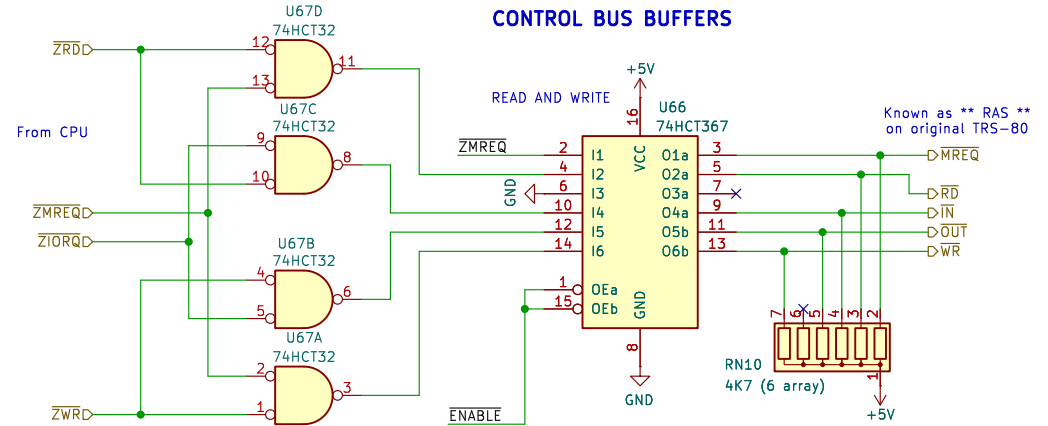 CONTROL BUS BUFFERS
U67D
74HCT32
ZRD
12
13
11
From CPU
U67C
74HCT32
9
10
8
ZMREQ
ZIORQ
U67B
74HCT32
4
5
6
U67A
74HCT32
2
1
3
ZWR
READ AND WRITE
+5V
16
U66
74HCT367
VCC
ZMREQ
2 I1 O1a 3
4 I2 O2a 5
GND 6 I3 O3a 7
10 I4 O4a 9
12 I5 O5b 11
14 I6 O6b 13
1 OEa
15 OEb
GND
8
GND
ENABLE
Known as ** RAS **
on original TRS-80
MREQ
RD
IN
OUT
WR
7 6 5 4 3 2
RN10
4K7 (6 array)
1
+5V